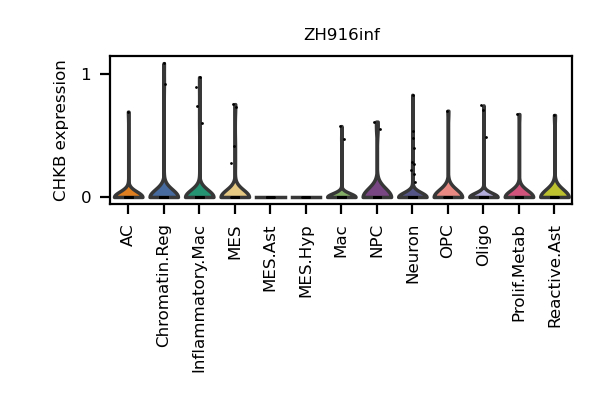 ZH916inf
CHKB expression
1
0
AC
Chromatin.Reg
Inflammatory.Mac
MES
MES.Ast
MES.Hyp
Mac
NPC
Neuron
OPC
Oligo
Prolif.Metab
Reactive.Ast